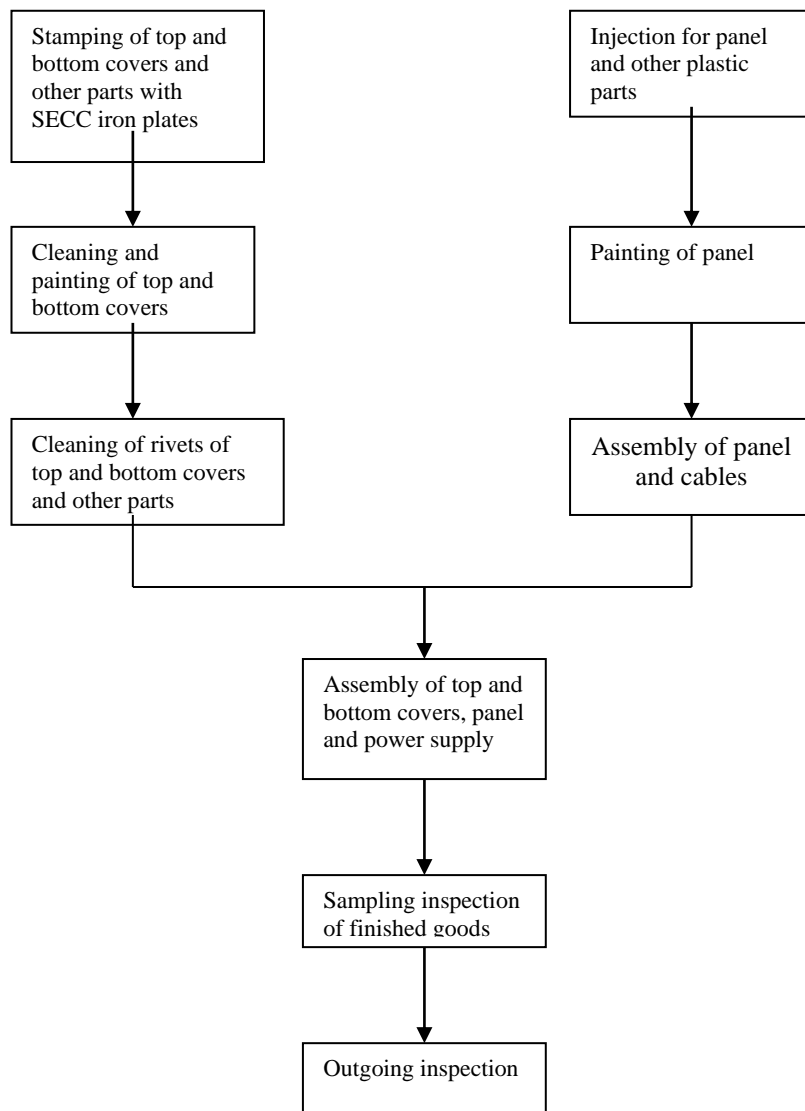 Stamping of top and
bottom covers and
other parts with
SECC iron plates
Injection for panel
and other plastic
parts
Cleaning and
painting of top and
bottom covers
Painting of panel
Cleaning of rivets of
top and bottom covers
and other parts
Assembly of panel
and cables
Assembly of top and
bottom covers, panel
and power supply
Sampling inspection
of finished goods
Outgoing inspection